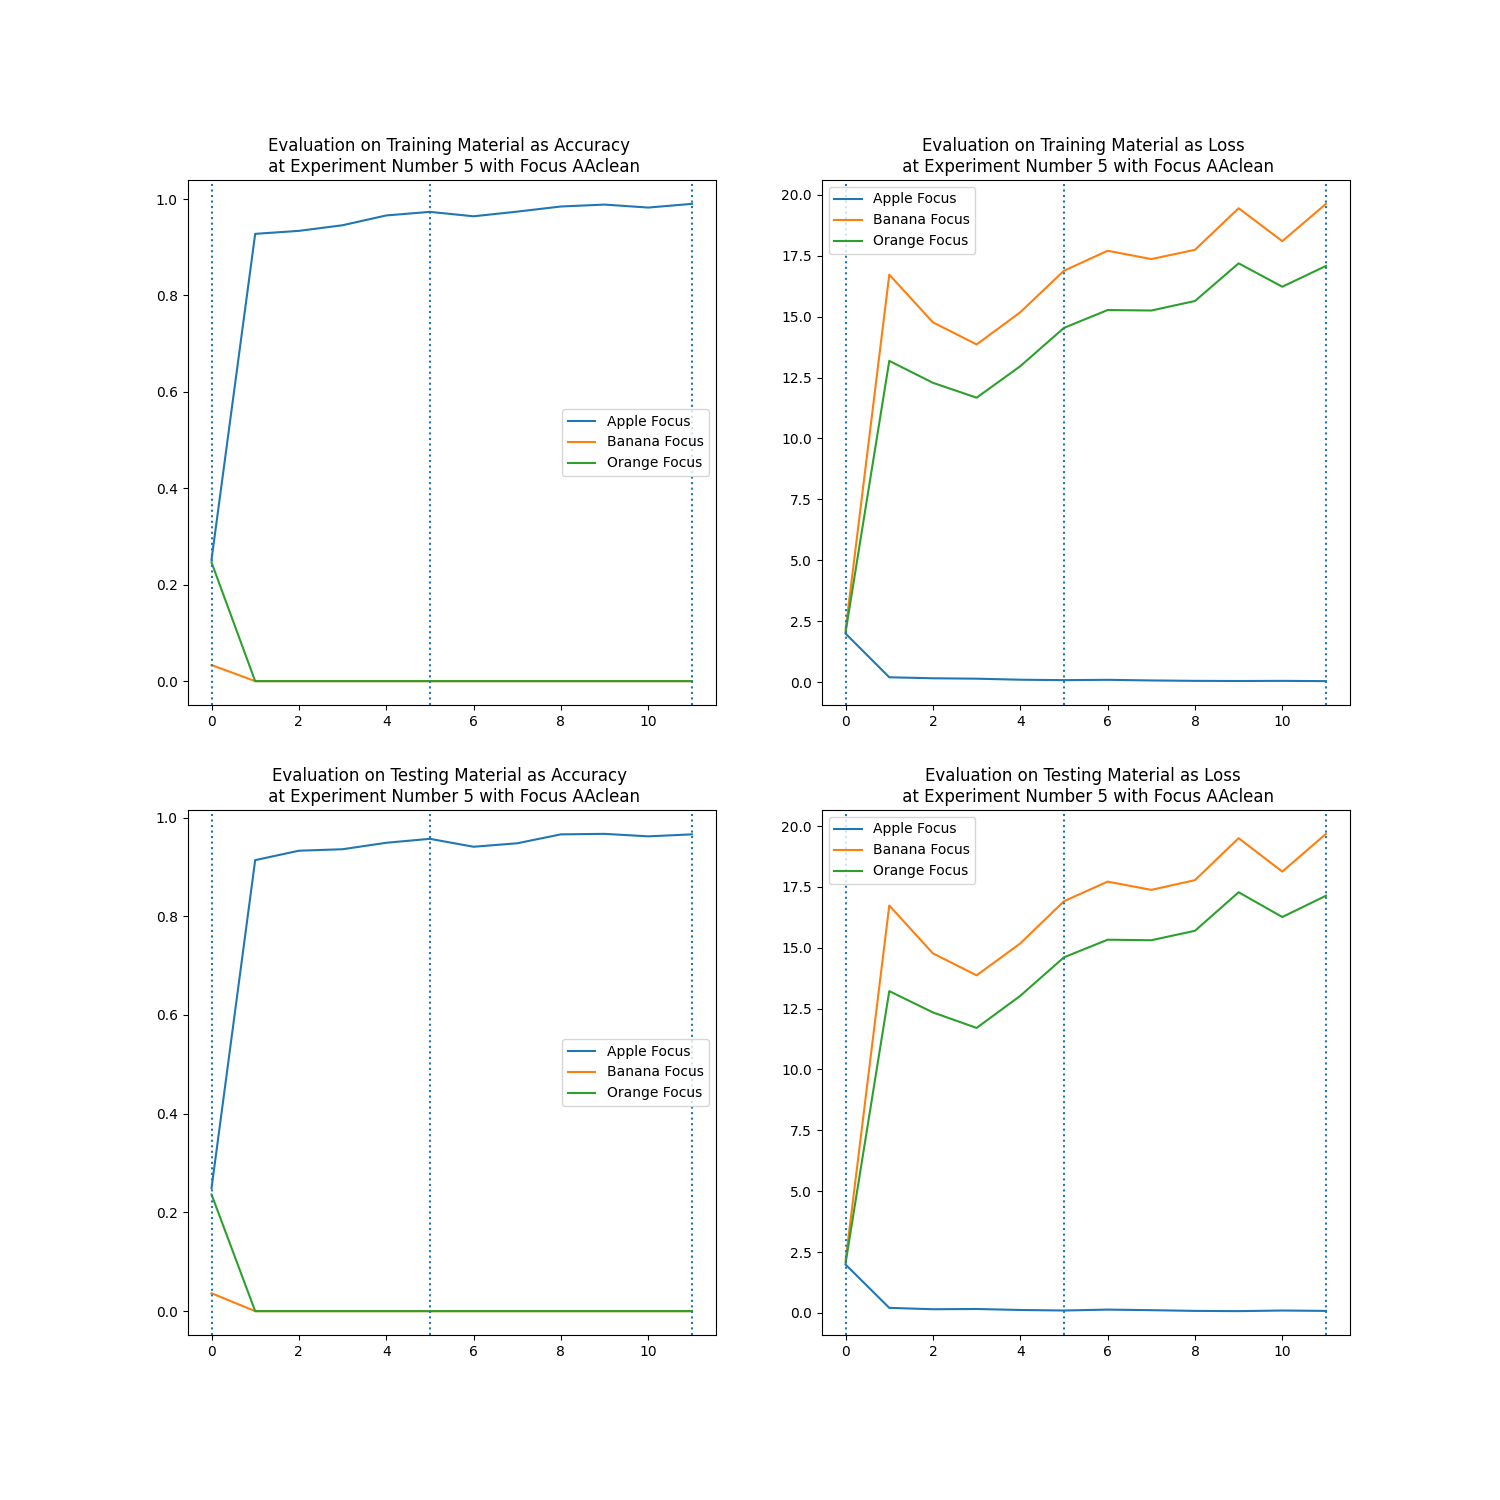 Evaluation on Training Material as Accuracy
at Experiment Number 5 with Focus AAclean
1.0
0.8
0.6
0.4
0.2
0.0
Apple Focus
Banana Focus
Orange Focus
0 2 4 6 8 10
Evaluation on Training Material as Loss
at Experiment Number 5 with Focus AAclean
20.0
17.5
15.0
12.5
10.0
7.5
5.0
2.5
0.0
Apple Focus
Banana Focus
Orange Focus
0 2 4 6 8 10
Evaluation on Testing Material as Accuracy
at Experiment Number 5 with Focus AAclean
1.0
0.8
0.6
0.4
0.2
0.0
Apple Focus
Banana Focus
Orange Focus
0 2 4 6 8 10
Evaluation on Testing Material as Loss
at Experiment Number 5 with Focus AAclean
20.0
17.5
15.0
12.5
10.0
7.5
5.0
2.5
0.0
Apple Focus
Banana Focus
Orange Focus
0 2 4 6 8 10